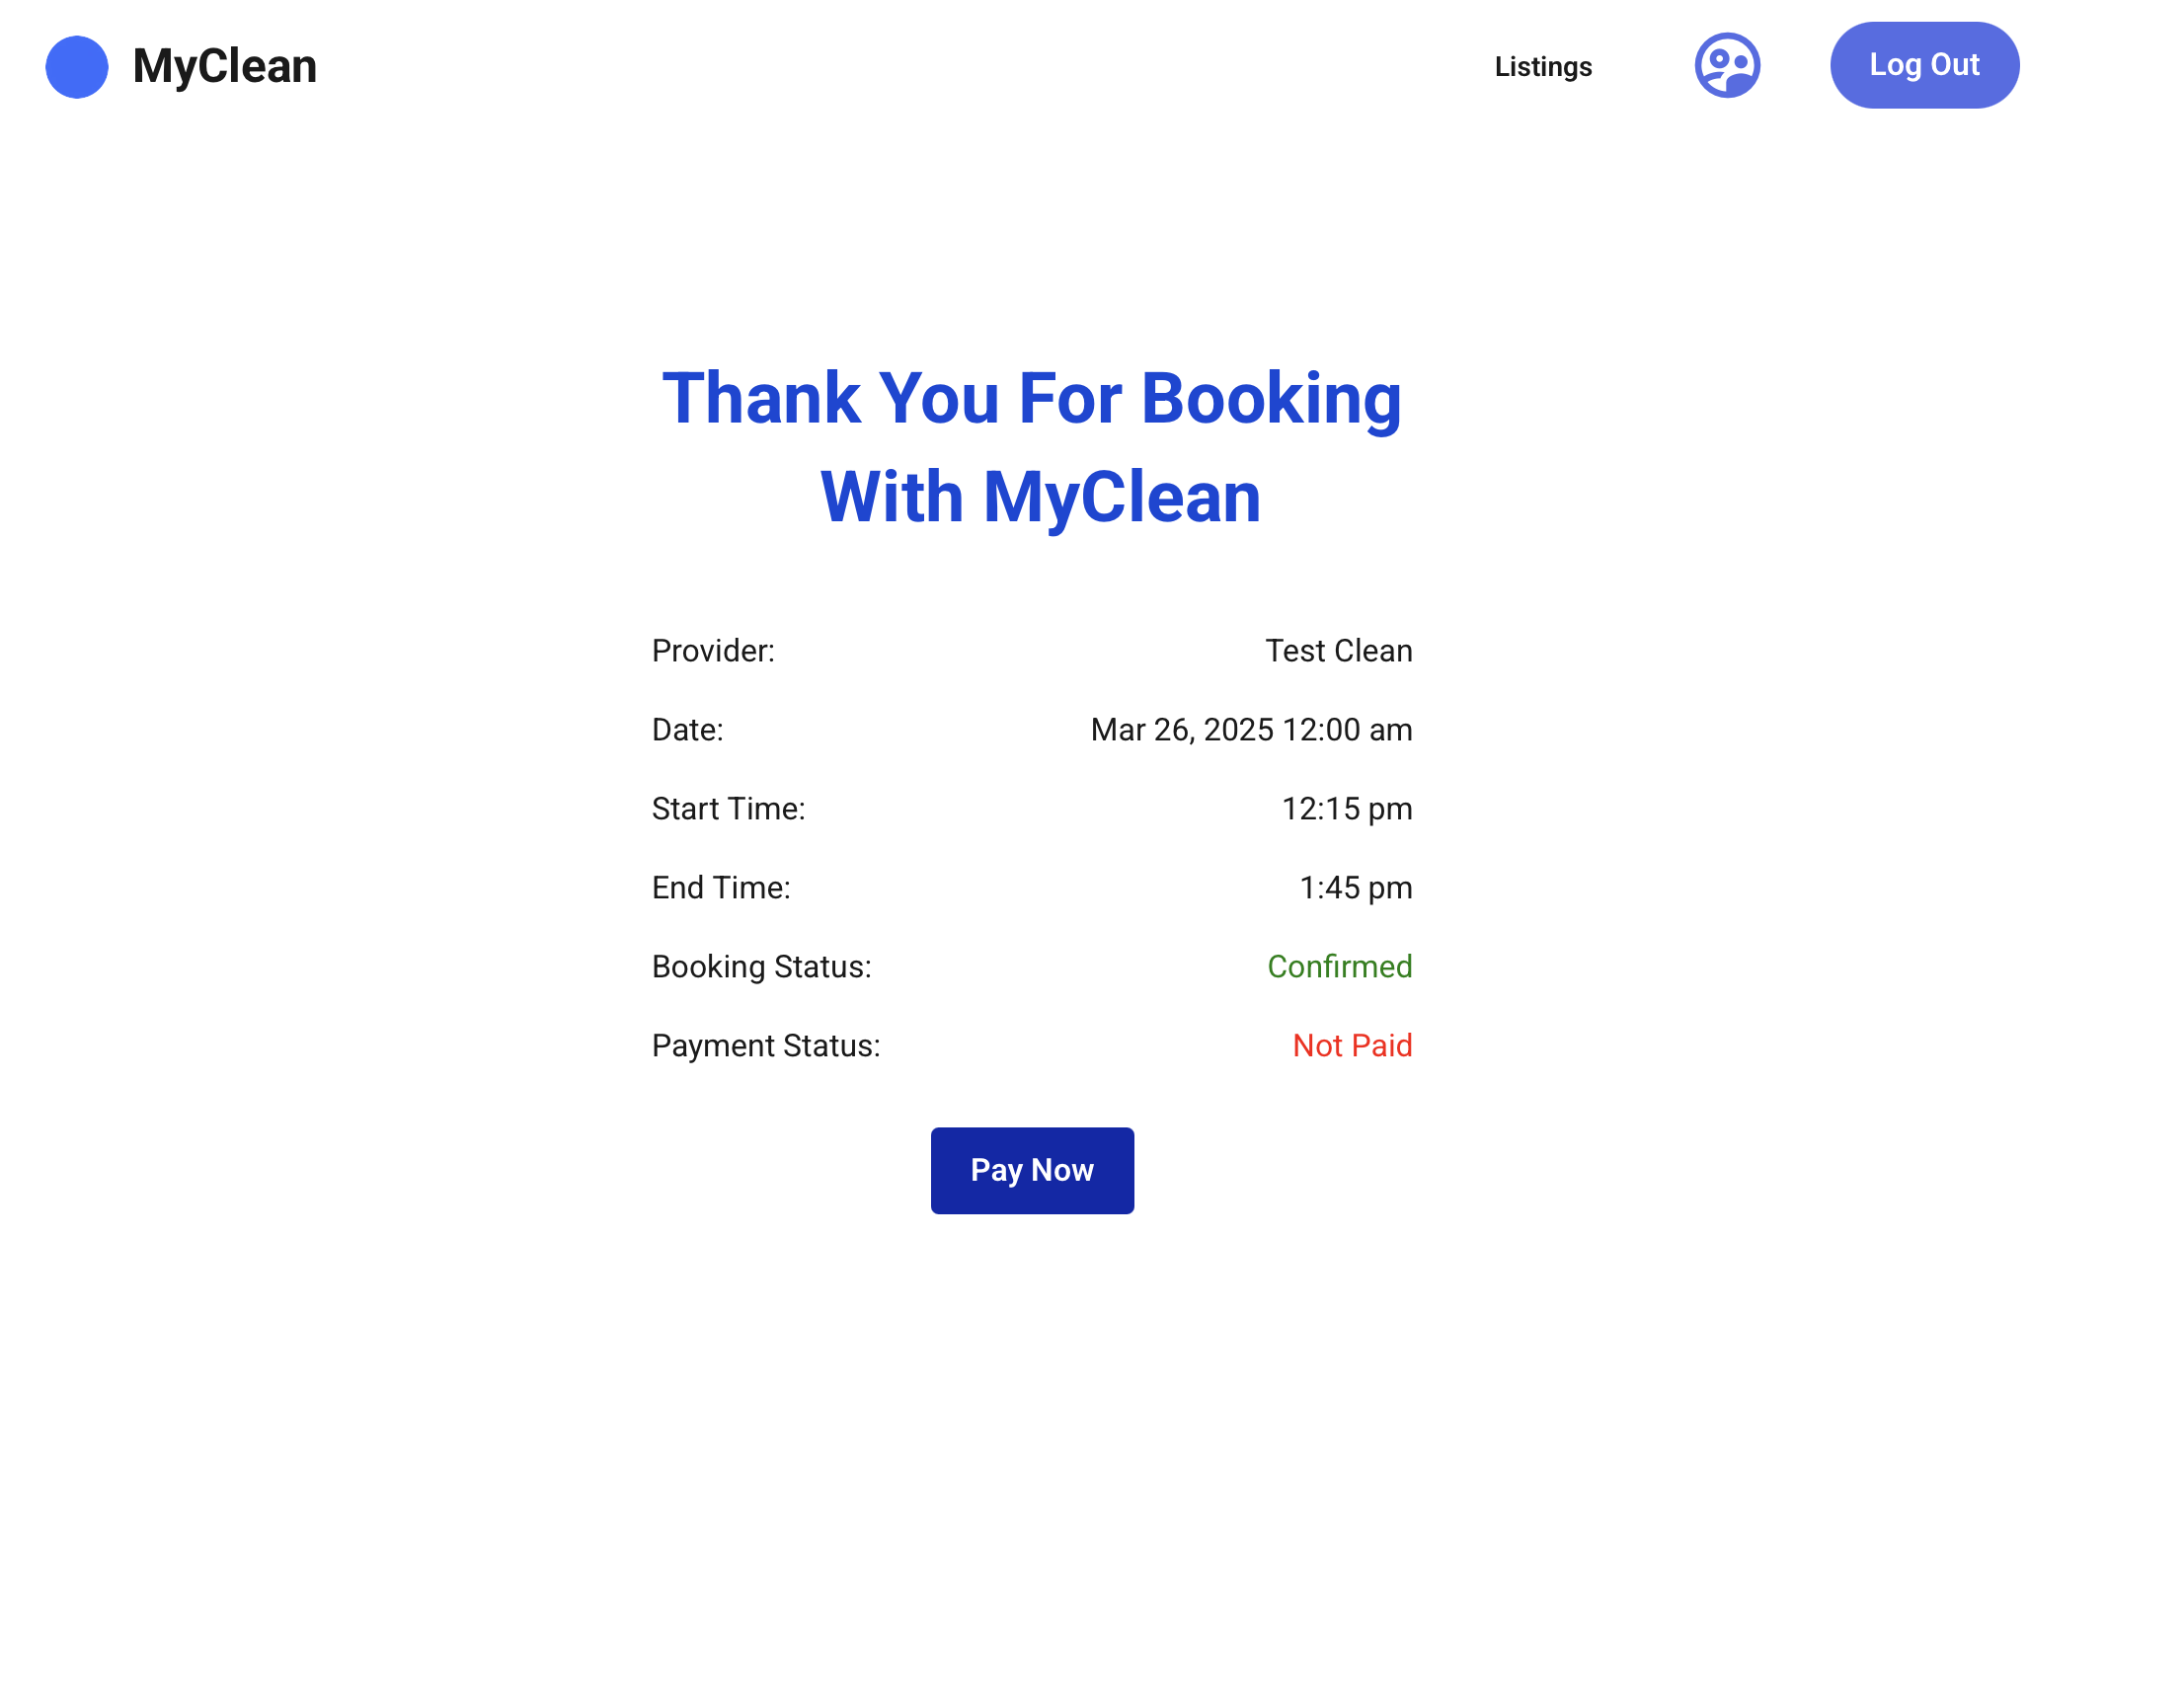 MyClean
Listings
Log Out
Thank You For Booking
With MyClean
Provider: Test Clean
Date: Mar 26, 2025 12:00 am
Start Time: 12:15 pm
End Time: 1:45 pm
Booking Status: Confirmed
Payment Status: Not Paid
Pay Now